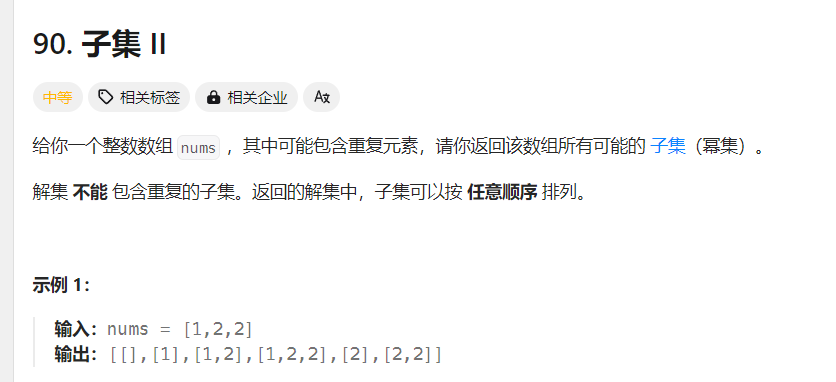 90. 子集 II
中等 相关标签 相关企业 A文
给你一个整数数组 nums ，其中可能包含重复元素，请你返回该数组所有可能的 子集（幂集）。
解集 不能 包含重复的子集。返回的解集中，子集可以按 任意顺序 排列。
示例 1：
输入：nums = [1,2,2]
输出：[[],[1],[1,2],[1,2,2],[2],[2,2]]